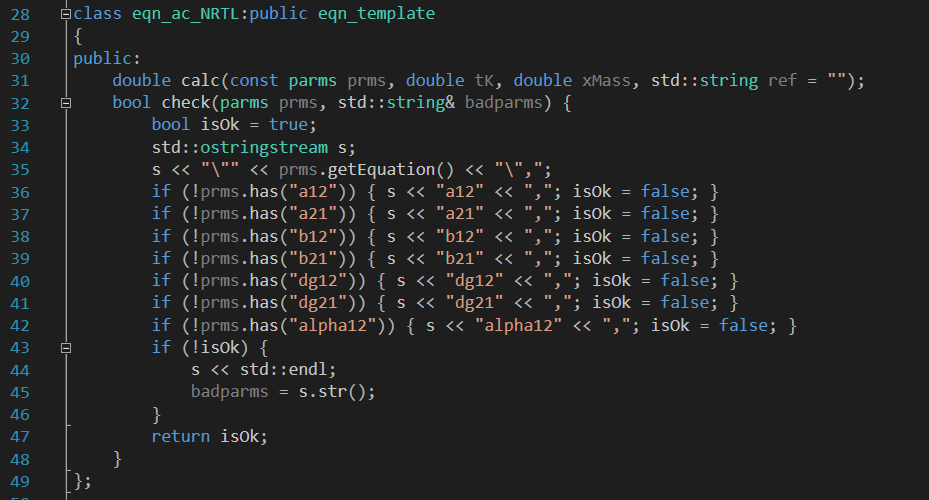 28 class eqn_ac_NRTL:public eqn_template
29 {
30 public:
31     double calc(const parms prms, double tK, double xMass, std::string ref = "");
32     bool check(parms prms, std::string& badparms) {
33         bool isOk = true;
34         std::ostringstream s;
35         s << "\"" << prms.getEquation() << "\",";
36         if (!prms.has("a12")) { s << "a12" << ","; isOk = false; }
37         if (!prms.has("a21")) { s << "a21" << ","; isOk = false; }
38         if (!prms.has("b12")) { s << "b12" << ","; isOk = false; }
39         if (!prms.has("b21")) { s << "b21" << ","; isOk = false; }
40         if (!prms.has("dg12")) { s << "dg12" << ","; isOk = false; }
41         if (!prms.has("dg21")) { s << "dg21" << ","; isOk = false; }
42         if (!prms.has("alpha12")) { s << "alpha12" << ","; isOk = false; }
43         if (!isOk) {
44             s << std::endl;
45             badparms = s.str();
46         }
47         return isOk;
48     }
49 };